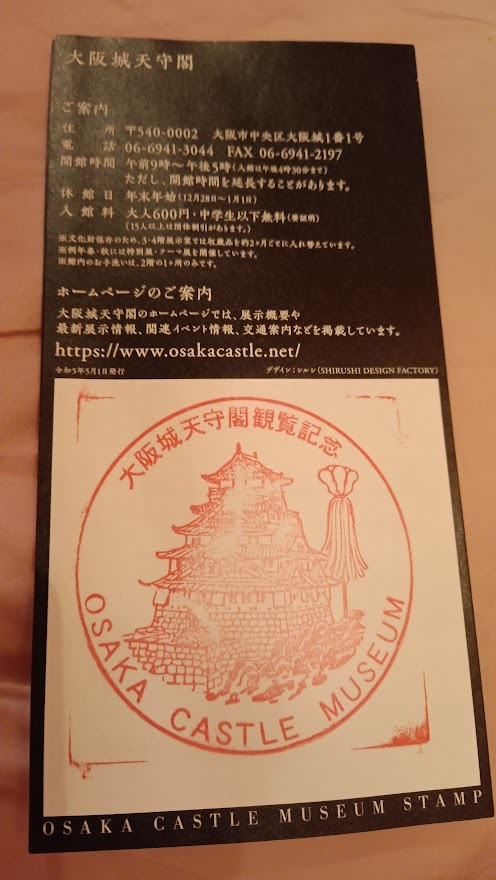 大阪城天守閣
ご案内
住　所 〒540-0002　大阪市中央区大阪城1番1号
電　話 06-6941-3044　FAX 06-6941-2197
開館時間 午前9時～午後5時(入館は午後4時30分まで)
ただし、開館時間を延長することがあります。
休館日 年末年始(12月28日～1月1日)
入館料 大人600円・中学生以下無料(要証明)
(15人以上は団体割引があります。)
※文化財保存のため、3・4階展示室では収蔵品を約2ヶ月ごとに入れ替えています。
※例年春・秋には特別展・テーマ展を開催しています。
※館内のお手洗いは、2階の1ヶ所のみです。
ホームページのご案内
大阪城天守閣のホームページでは、展示概要や
最新展示情報、関連イベント情報、交通案内などを掲載しています。
https://www.osakacastle.net/
令和5年5月1日発行　デザイン：シルシ(SHIRUSHI DESIGN FACTORY)
大阪城天守閣観覧記念
OSAKA CASTLE MUSEUM
OSAKA CASTLE MUSEUM STAMP